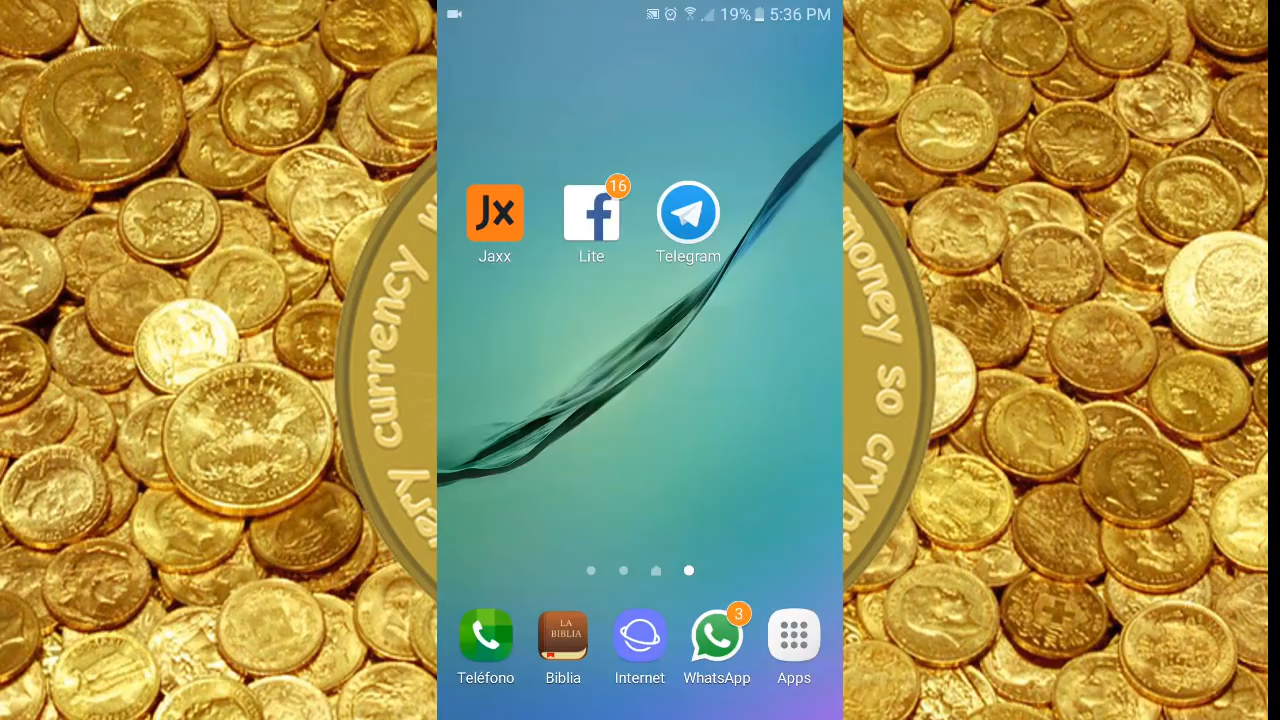 19% 5:36 PM
Jx
16
Jaxx
Lite
Telegram
currency
money so cryp
LA
BIBLIA
3
Teléfono
Biblia
Internet
WhatsApp
Apps